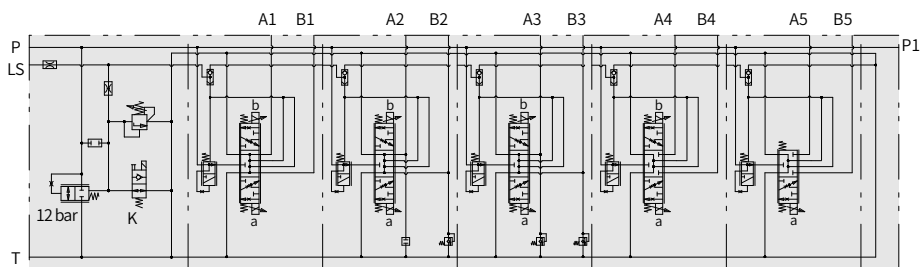 A1 B1 A2 B2 A3 B3 A4 B4 A5 B5
P P1
LS
b b b b
12 bar K a a a a a
T